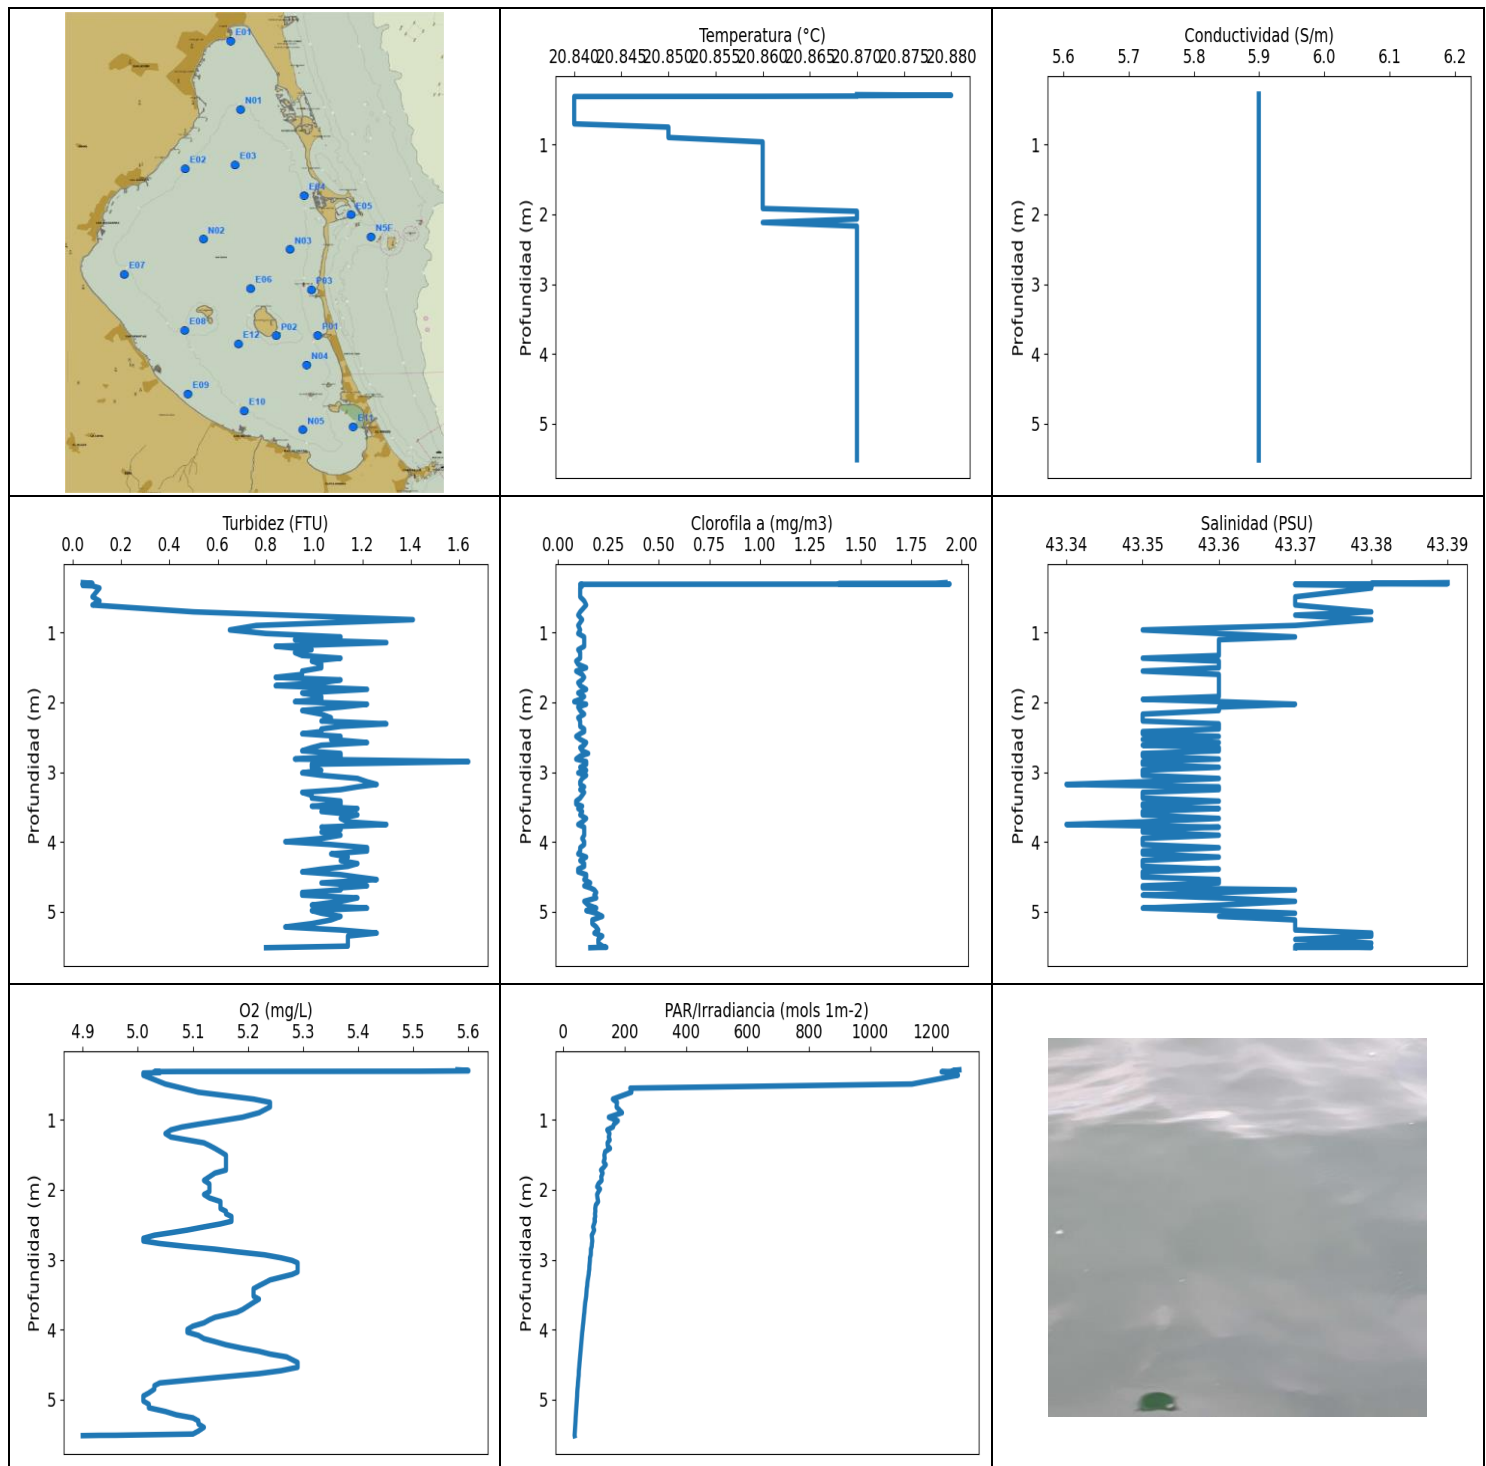 E01
N01
E02
E03
E04
E05
N5F
N02
N03
E07
E06
P03
E08
P02
P01
E12
N04
E09
E10
N05
E11
Temperatura (°C)
20.840 20.845 20.850 20.855 20.860 20.865 20.870 20.875 20.880
Profundidad (m)
1
2
3
4
5
Conductividad (S/m)
5.6 5.7 5.8 5.9 6.0 6.1 6.2
Profundidad (m)
1
2
3
4
5
Turbidez (FTU)
0.0 0.2 0.4 0.6 0.8 1.0 1.2 1.4 1.6
Profundidad (m)
1
2
3
4
5
Clorofila a (mg/m3)
0.00 0.25 0.50 0.75 1.00 1.25 1.50 1.75 2.00
Profundidad (m)
1
2
3
4
5
Salinidad (PSU)
43.34 43.35 43.36 43.37 43.38 43.39
Profundidad (m)
1
2
3
4
5
O2 (mg/L)
4.9 5.0 5.1 5.2 5.3 5.4 5.5 5.6
Profundidad (m)
1
2
3
4
5
PAR/Irradiancia (mols 1m-2)
0 200 400 600 800 1000 1200
Profundidad (m)
1
2
3
4
5